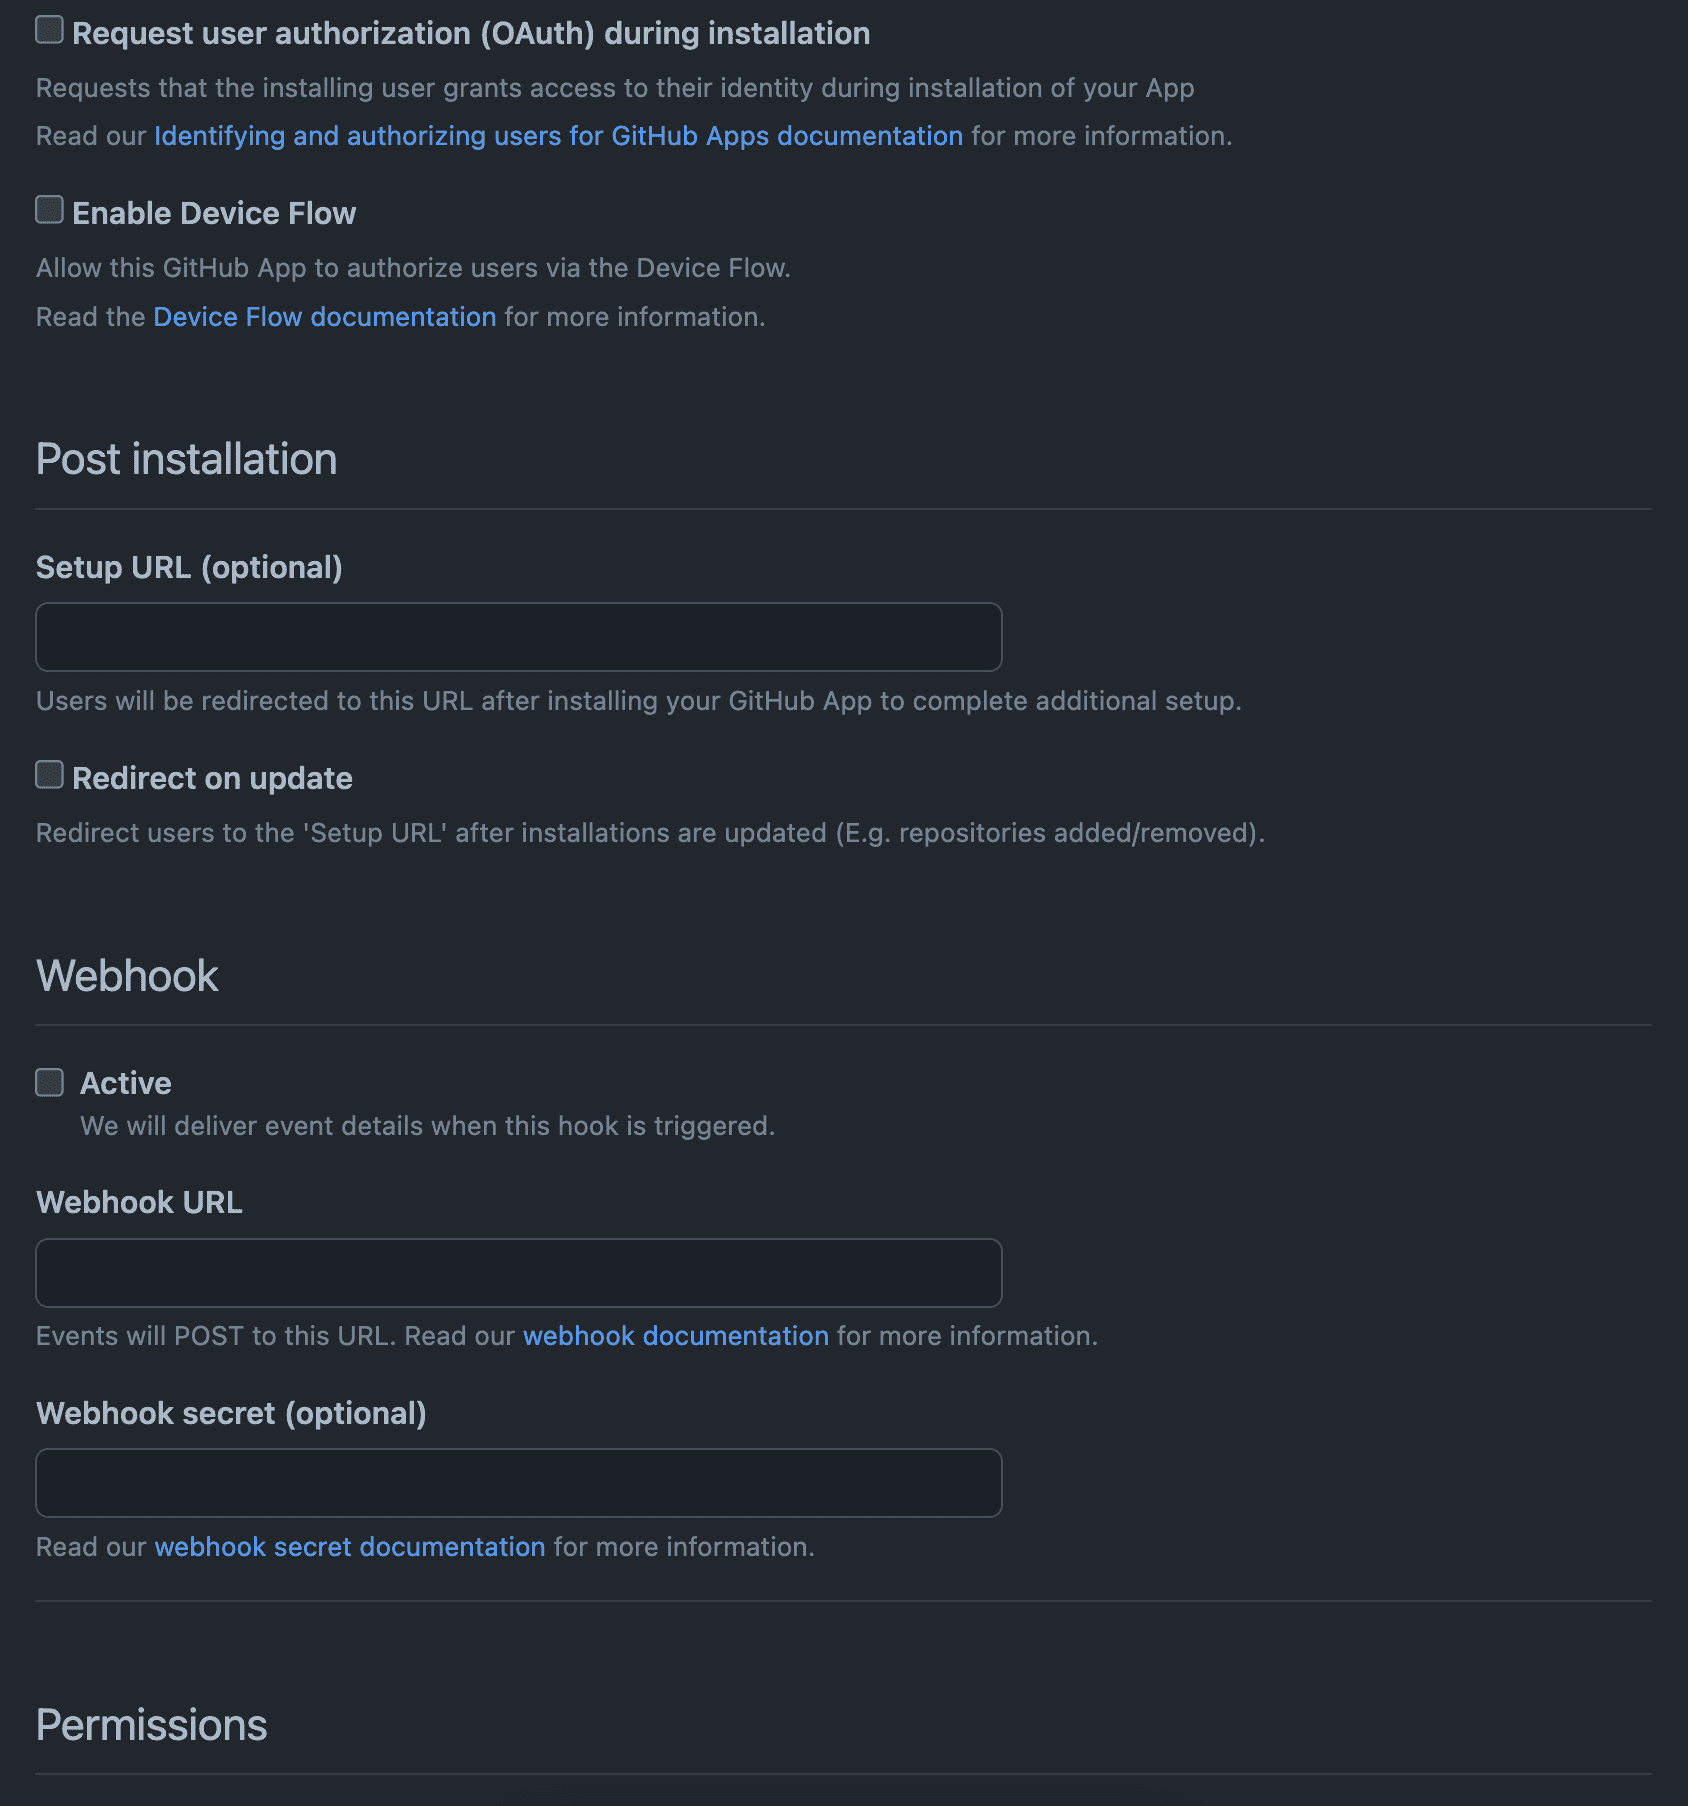 Request user authorization (OAuth) during installation
Requests that the installing user grants access to their identity during installation of your App
Read our Identifying and authorizing users for GitHub Apps documentation for more information.
Enable Device Flow
Allow this GitHub App to authorize users via the Device Flow.
Read the Device Flow documentation for more information.
Post installation
Setup URL (optional)
Users will be redirected to this URL after installing your GitHub App to complete additional setup.
Redirect on update
Redirect users to the 'Setup URL' after installations are updated (E.g. repositories added/removed).
Webhook
Active
We will deliver event details when this hook is triggered.
Webhook URL
Events will POST to this URL. Read our webhook documentation for more information.
Webhook secret (optional)
Read our webhook secret documentation for more information.
Permissions